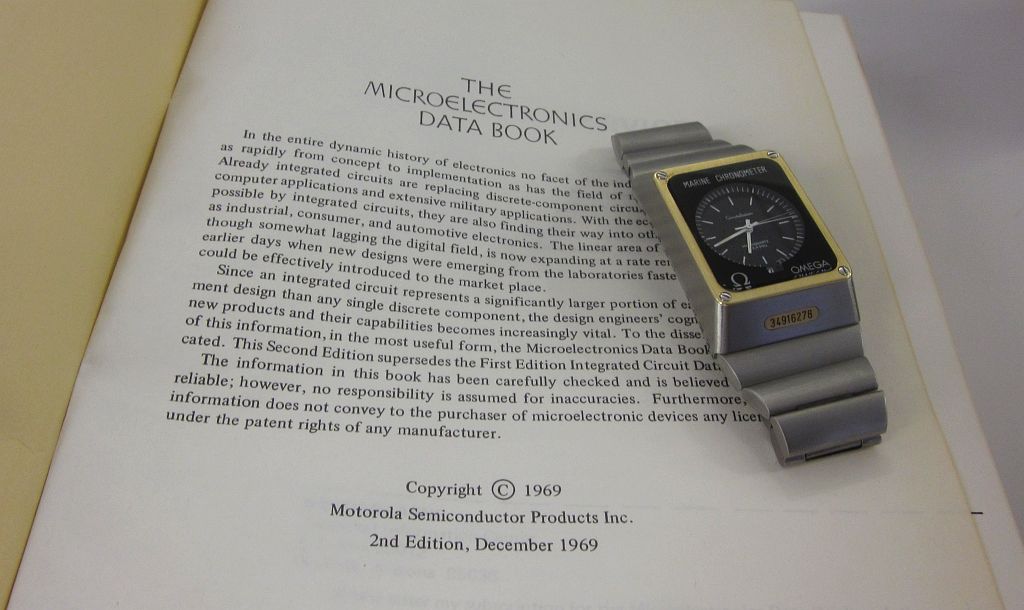 THE
MICROELECTRONICS
DATA BOOK
In the entire dynamic history of electronics no facet of the ind
as rapidly from concept to implementation as has the field of
Already integrated circuits are replacing discrete-component circu
computer applications and extensive military applications. With the ec
possible by integrated circuits, they are also finding their way into oth
as industrial, consumer, and automotive electronics. The linear area of
though somewhat lagging the digital field, is now expanding at a rate re
earlier days when new designs were emerging from the laboratories faste
could be effectively introduced to the market place.
Since an integrated circuit represents a significantly larger portion of e
ment design than any single discrete component, the design engineers' cogn
new products and their capabilities becomes increasingly vital. To the disse
of this information, in the most useful form, the Microelectronics Data Book
cated. This Second Edition supersedes the First Edition Integrated Circuit Dat
The information in this book has been carefully checked and is believed
reliable; however, no responsibility is assumed for inaccuracies. Furthermore,
information does not convey to the purchaser of microelectronic devices any licen
under the patent rights of any manufacturer.
Copyright © 1969
Motorola Semiconductor Products Inc.
2nd Edition, December 1969
MARINE CHRONOMETER
Constellation
Ω
OMEGA
34916276